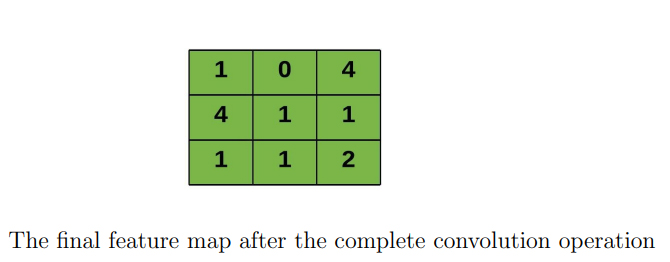 1 0 4
4 1 1
1 1 2
The final feature map after the complete convolution operation